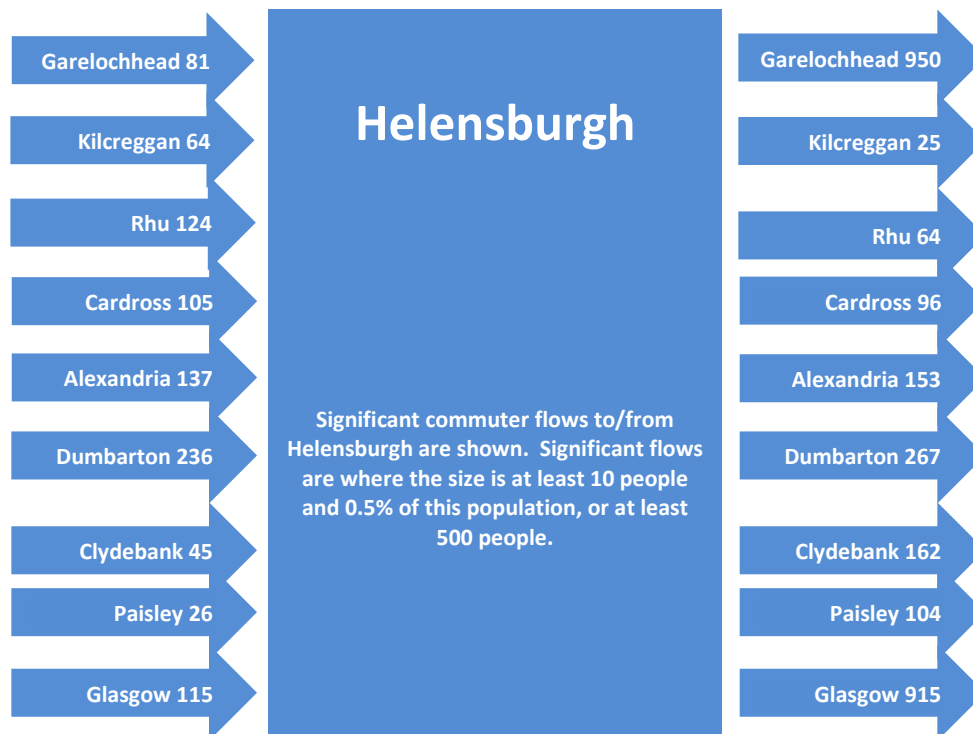 Garelochhead 81
Kilcreggan 64
Rhu 124
Cardross 105
Alexandria 137
Dumbarton 236
Clydebank 45
Paisley 26
Glasgow 115
Helensburgh
Significant commuter flows to/from
Helensburgh are shown.  Significant flows
are where the size is at least 10 people
and 0.5% of this population, or at least
500 people.
Garelochhead 950
Kilcreggan 25
Rhu 64
Cardross 96
Alexandria 153
Dumbarton 267
Clydebank 162
Paisley 104
Glasgow 915